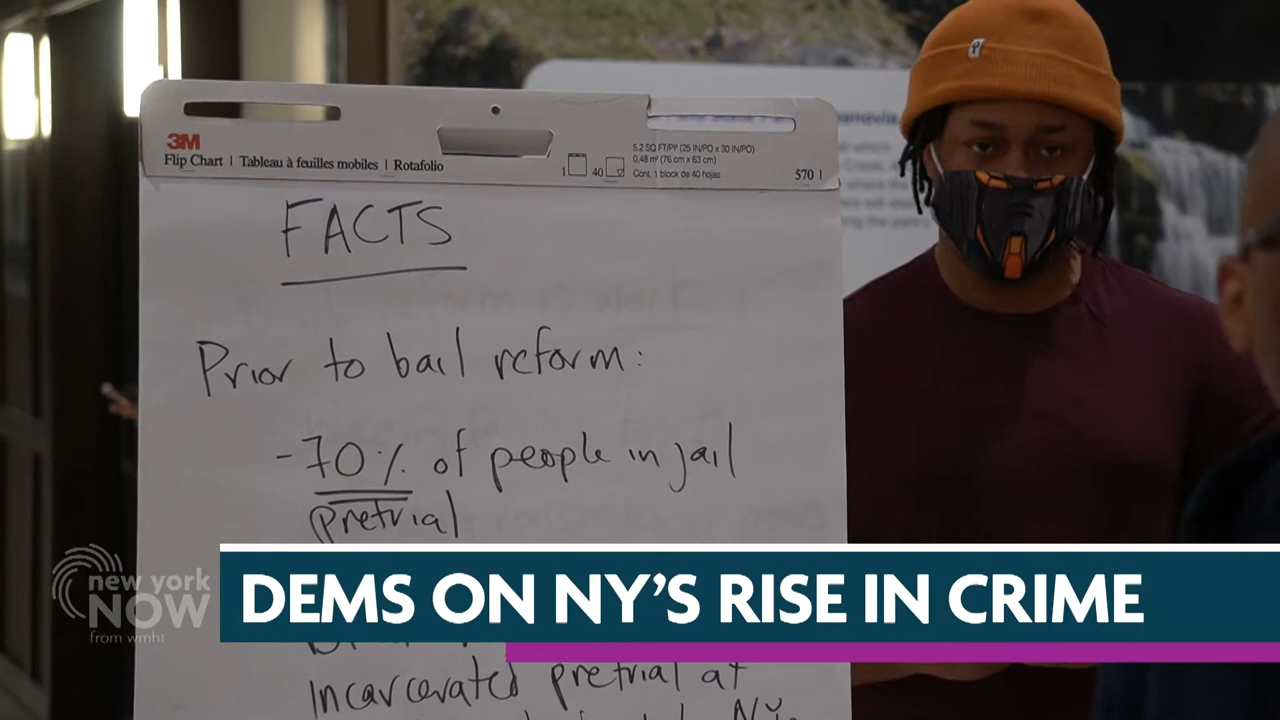 3M
Flip Chart | Tableau à feuilles mobiles | Rotafolio
1 40
5.2 SQ FT/PI² (25 IN/PO x 30 IN/PO)
0,48 m² (76 cm x 63 cm)
Cont. 1 block de 40 hojas
570
FACTS
Prior to bail reform:
-70% of people in jail
pretrial
new york
NOW
from wmht
DEMS ON NY'S RISE IN CRIME
Incarcerated pretrial at